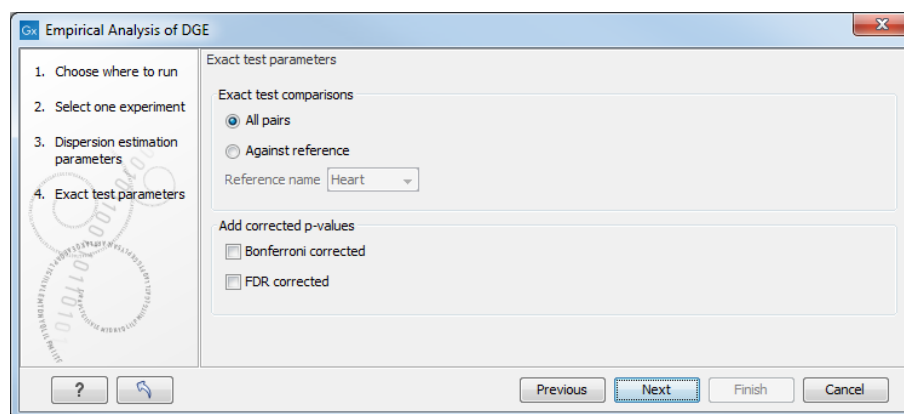 Gx Empirical Analysis of DGE
X
1. Choose where to run
2. Select one experiment
3. Dispersion estimation
parameters
4. Exact test parameters
Exact test parameters
Exact test comparisons
All pairs
Against reference
Reference name Heart
Add corrected p-values
Bonferroni corrected
FDR corrected
? Previous Next Finish Cancel